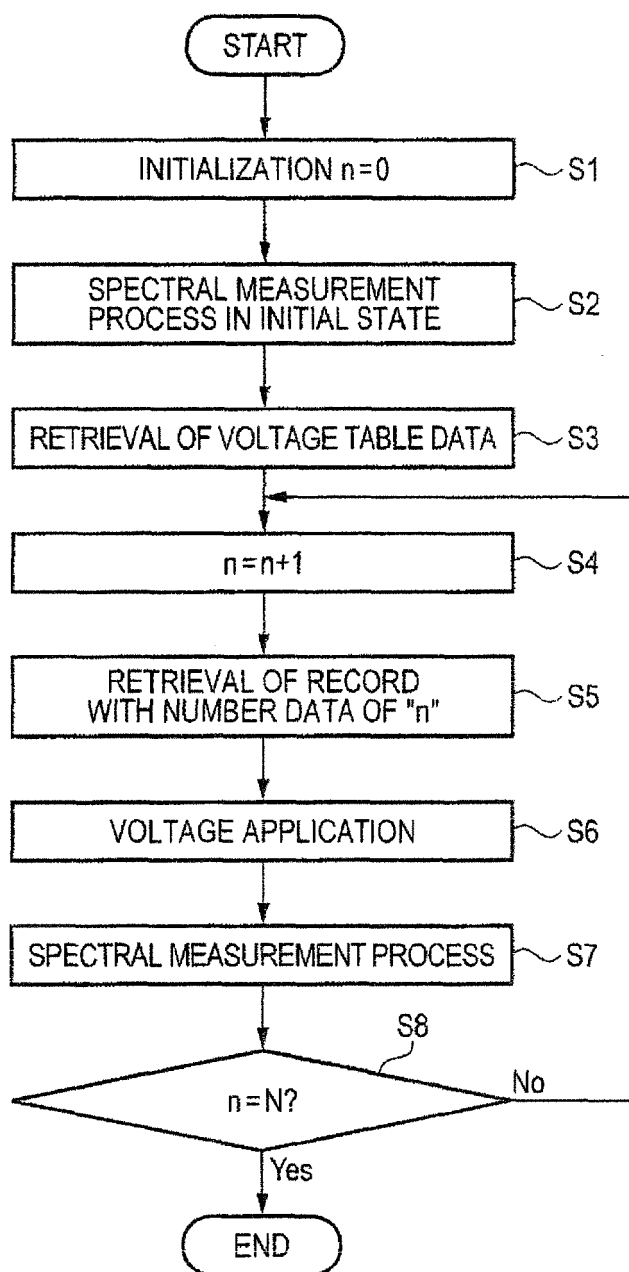 START
INITIALIZATION n=0
S1
SPECTRAL MEASUREMENT
PROCESS IN INITIAL STATE
S2
RETRIEVAL OF VOLTAGE TABLE DATA
S3
n=n+1
S4
RETRIEVAL OF RECORD
WITH NUMBER DATA OF "n"
S5
VOLTAGE APPLICATION
S6
SPECTRAL MEASUREMENT PROCESS
S7
S8
n=N?
No
Yes
END